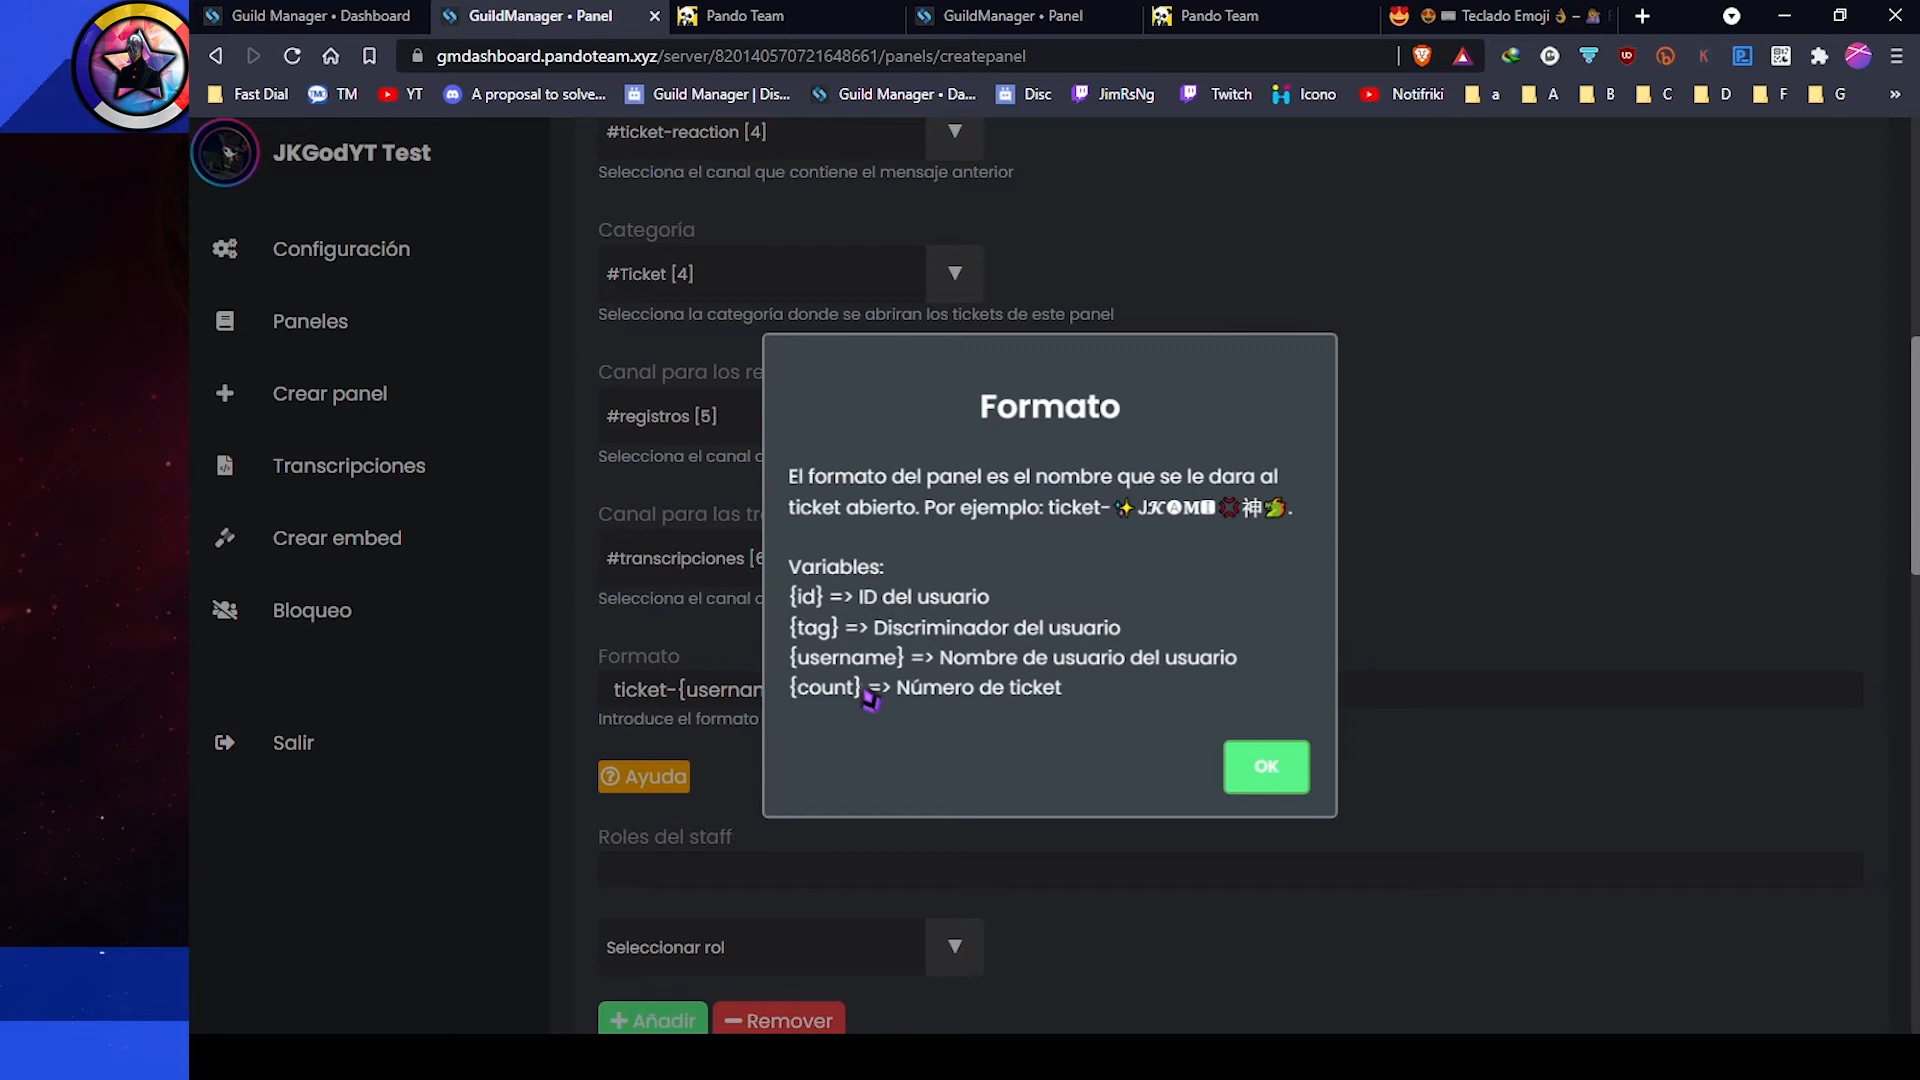 Guild Manager • Dashboard
GuildManager • Panel
Pando Team
GuildManager • Panel
Pando Team
Teclado Emoji
gmdashboard.pandoteam.xyz/server/820140570721648661/panels/createpanel
Fast Dial
TM
YT
A proposal to solve...
Guild Manager | Dis...
Guild Manager • Da...
Disc
JimRsNg
Twitch
Icono
Notifriki
a
A
B
C
D
F
G
JKGodYT Test
Configuración
Paneles
Crear panel
Transcripciones
Crear embed
Bloqueo
Salir
#ticket-reaction [4]
Selecciona el canal que contiene el mensaje anterior
Categoría
#Ticket [4]
Selecciona la categoría donde se abriran los tickets de este panel
Canal para los re
#registros [5]
Selecciona el canal
Canal para las tr
#transcripciones [6
Selecciona el canal
Formato
ticket-{usernam
Introduce el formato
Ayuda
Roles del staff
Seleccionar rol
Añadir
Remover
Formato
El formato del panel es el nombre que se le dara al
ticket abierto. Por ejemplo: ticket-✨J𝓚🅐𝐌🅸💢神🐲.
Variables:
{id} => ID del usuario
{tag} => Discriminador del usuario
{username} => Nombre de usuario del usuario
{count} => Número de ticket
OK